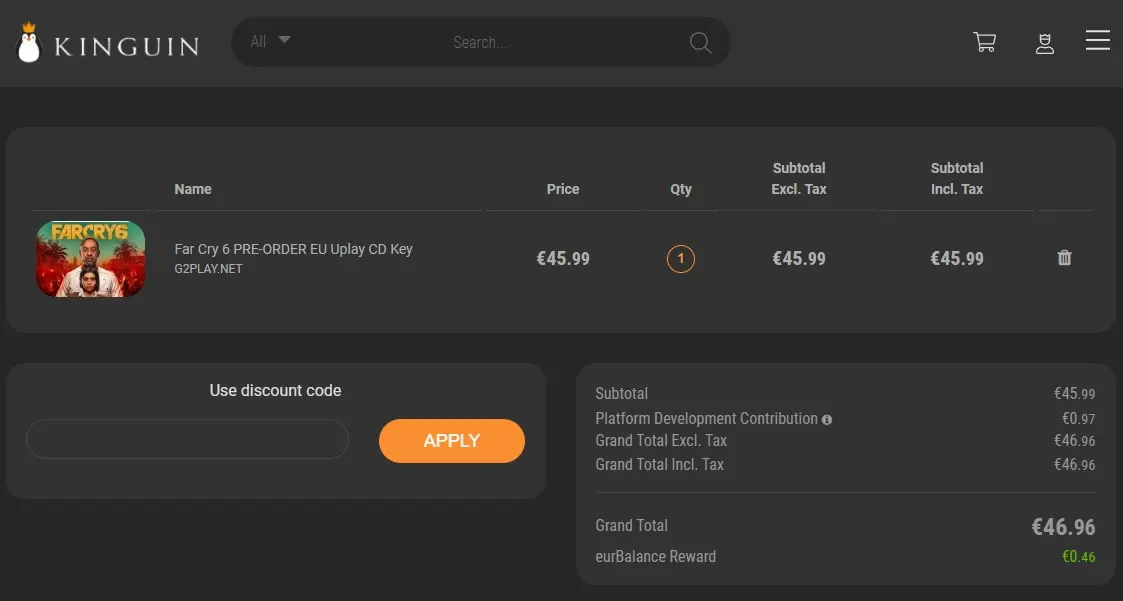 KINGUIN
All
Search...
Name
Price
Qty
Subtotal
Excl. Tax
Subtotal
Incl. Tax
FARCRY6
Far Cry 6 PRE-ORDER EU Uplay CD Key
G2PLAY.NET
€45.99
1
€45.99
€45.99
Use discount code
APPLY
Subtotal €45.99
Platform Development Contribution €0.97
Grand Total Excl. Tax €46.96
Grand Total Incl. Tax €46.96
Grand Total €46.96
eurBalance Reward €0.46